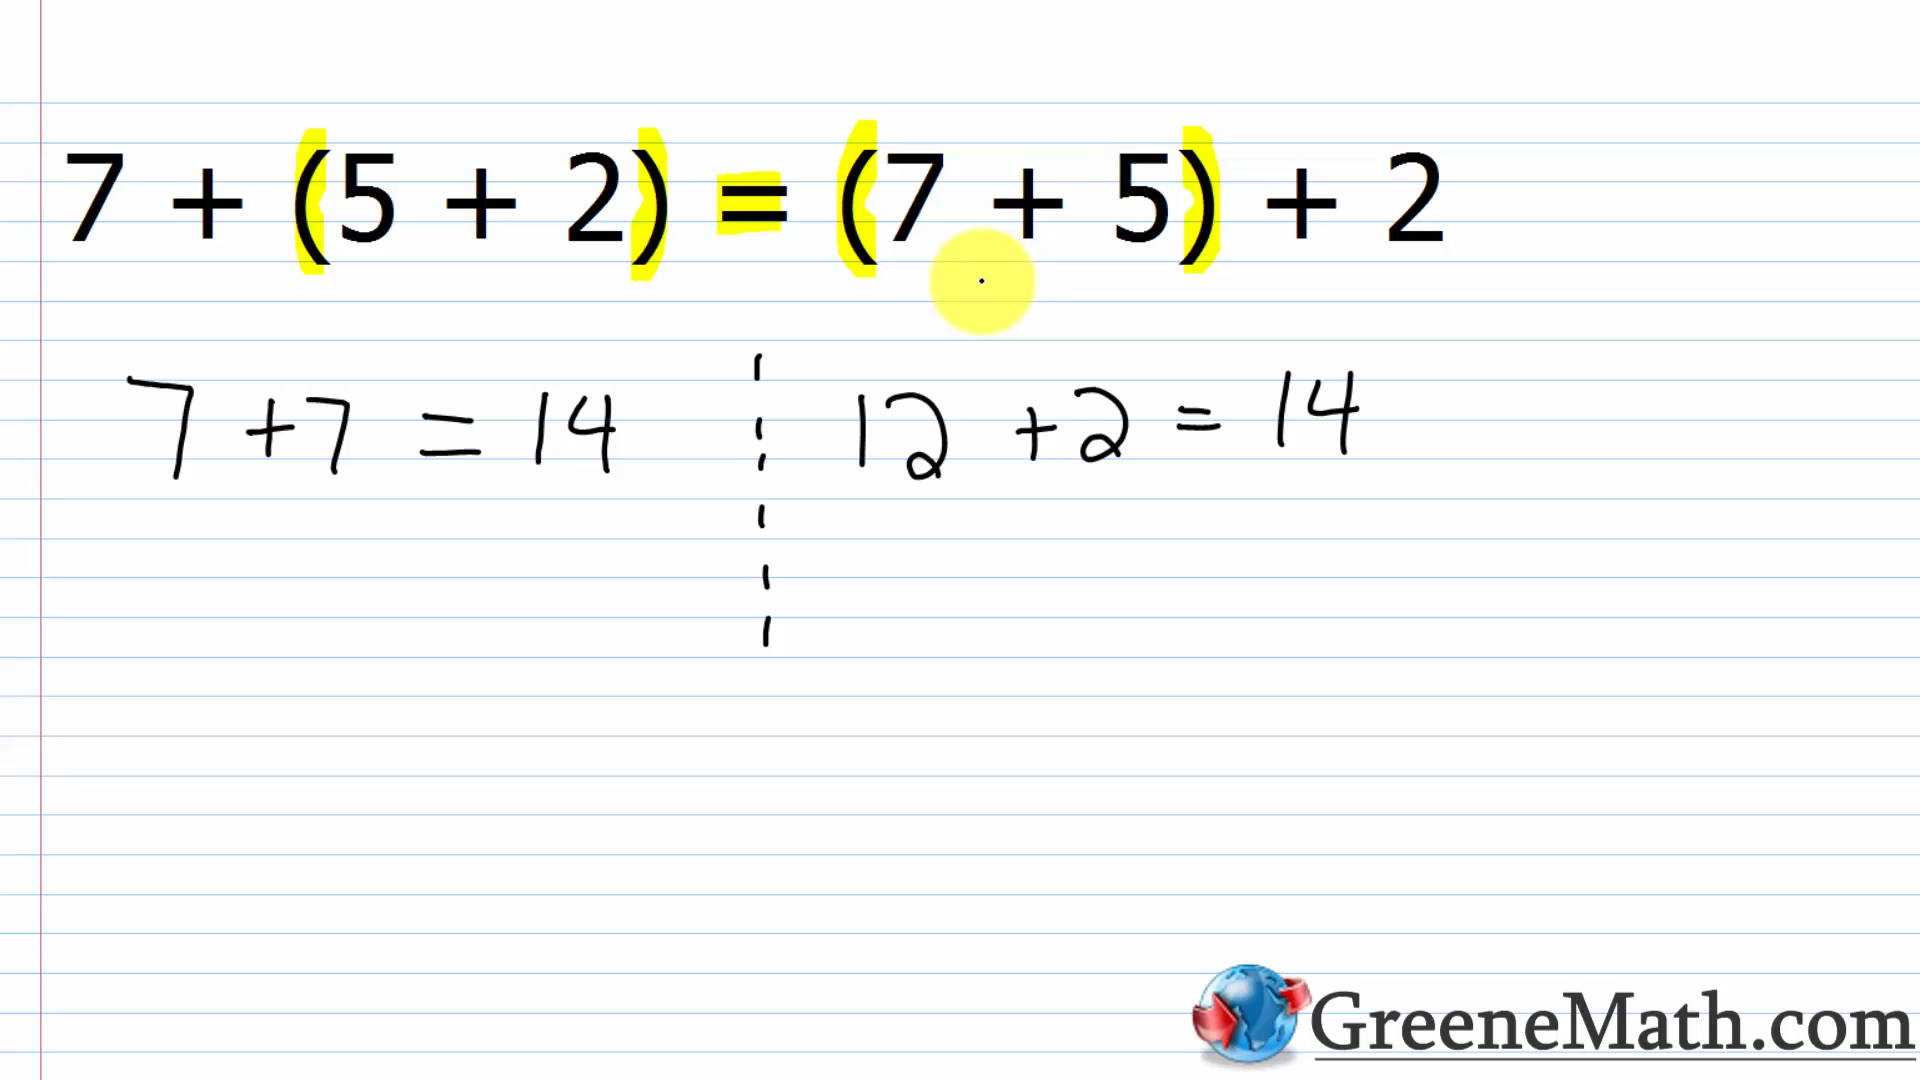 7 + (5 + 2) = (7 + 5) + 2
7 + 7 = 14 12 + 2 = 14
GreeneMath.com